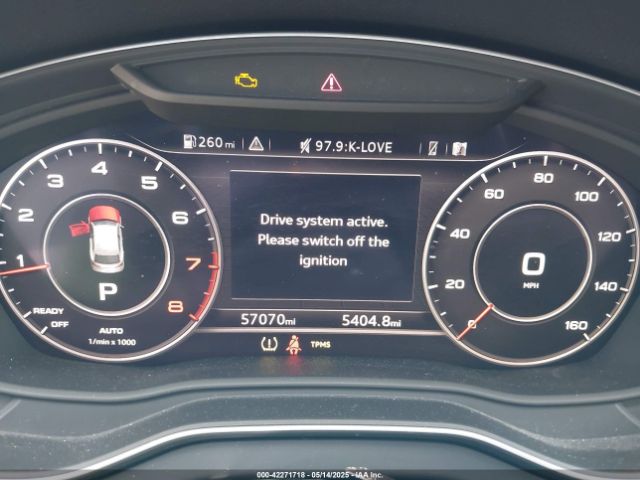 260 mi
97.9:K-LOVE
1
2
3
4
5
6
7
8
READY
OFF
P
AUTO
1/min x 1000
Drive system active.
Please switch off the
ignition
57070mi
5404.8mi
TPMS
0
20
40
60
80
100
120
140
160
0
MPH
000-42271718 - 05/14/2025 - IAA Inc.